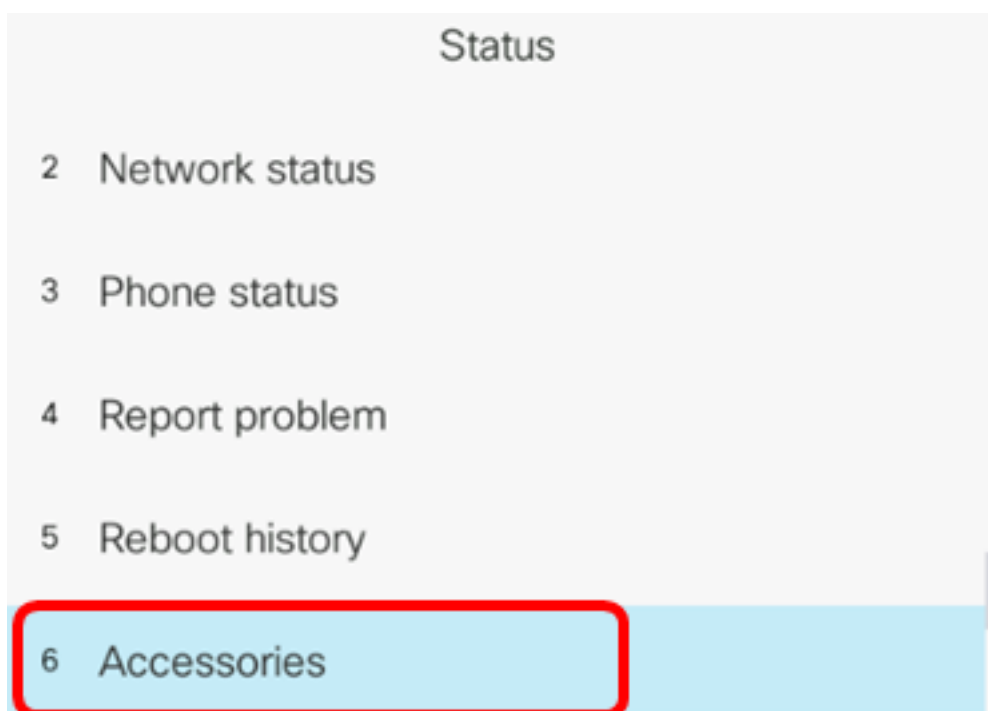 Status
2 Network status
3 Phone status
4 Report problem
5 Reboot history
6 Accessories